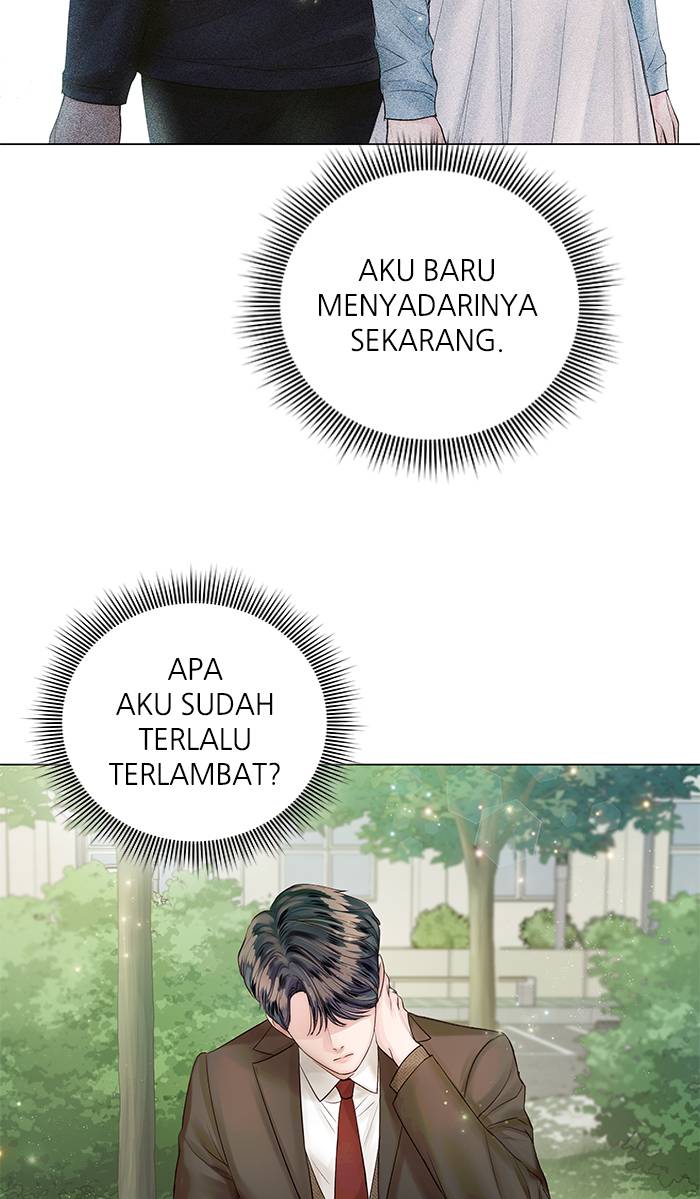 AKU BARU
MENYADARINYA
SEKARANG.
APA
AKU SUDAH
TERLALU
TERLAMBAT?